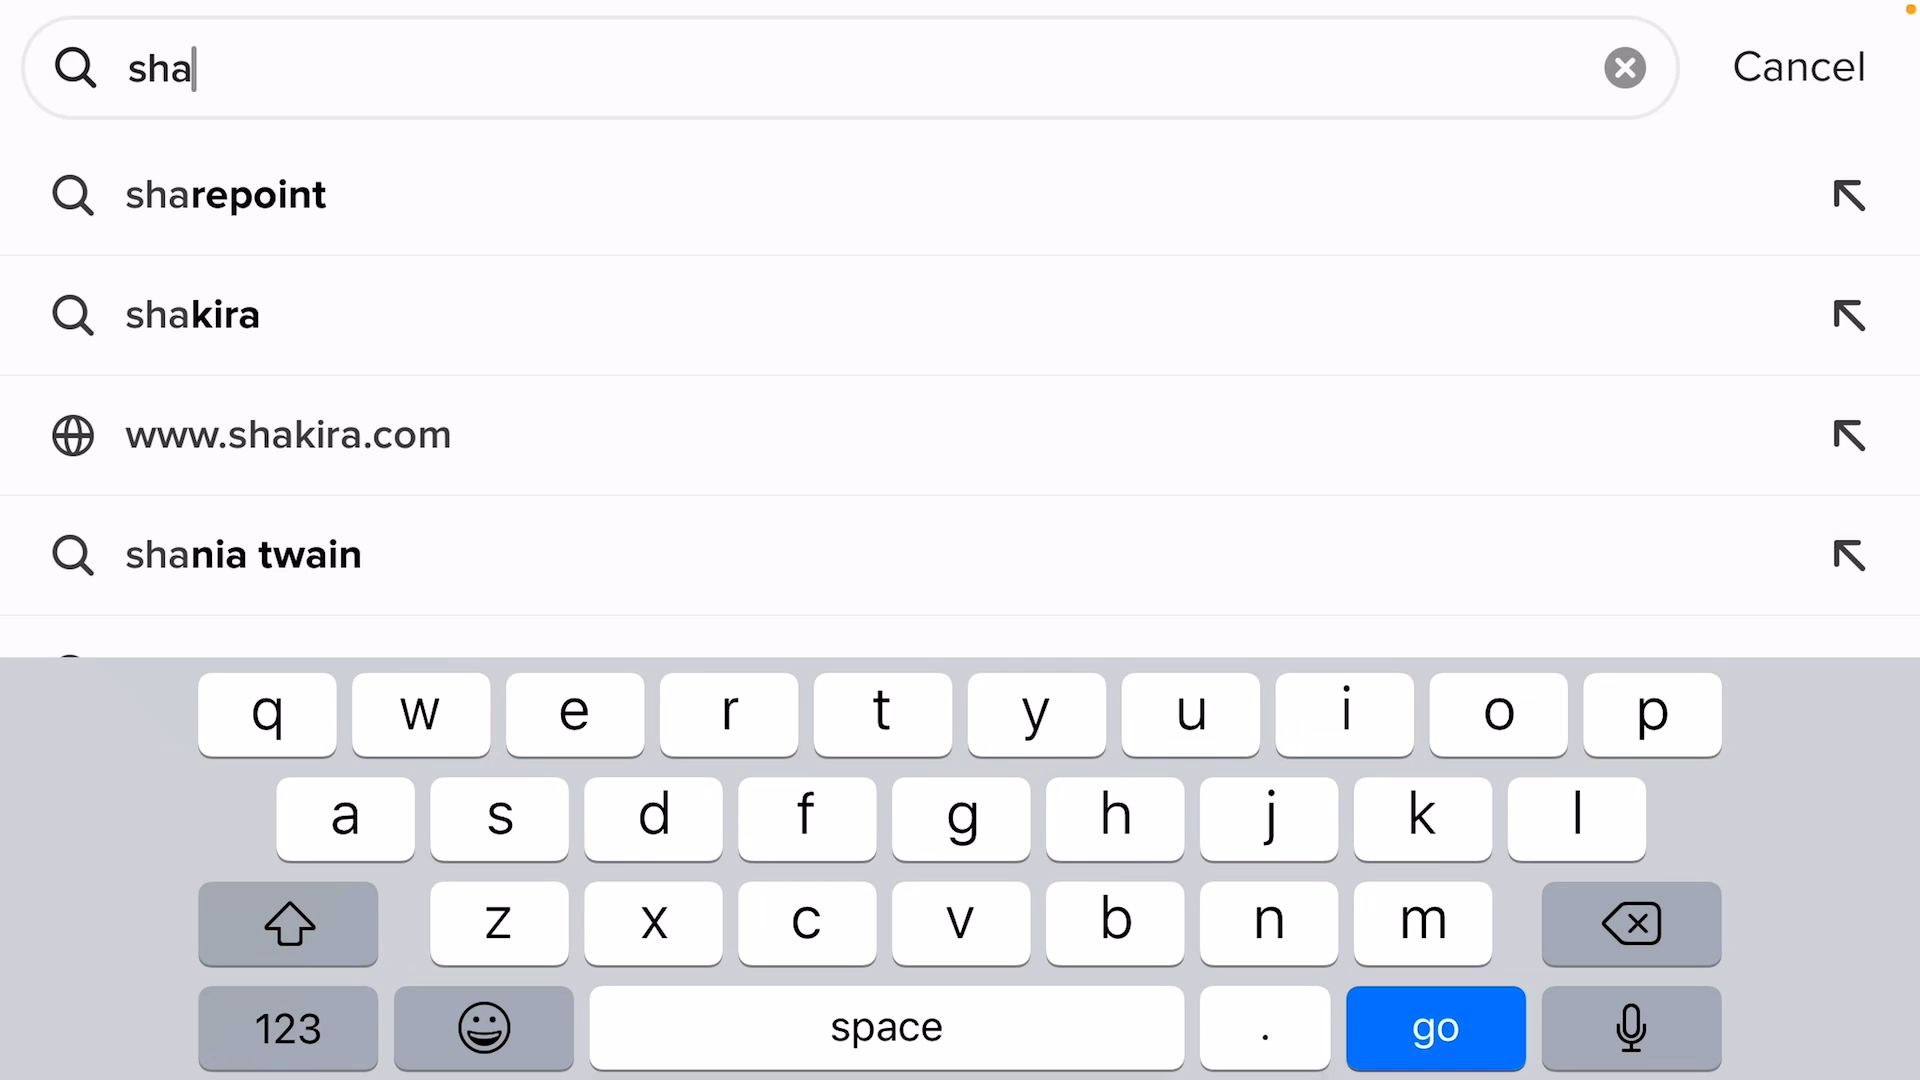 sha
Cancel
sharepoint
shakira
www.shakira.com
shania twain
q w e r t y u i o p
a s d f g h j k l
z x c v b n m
123 space . go